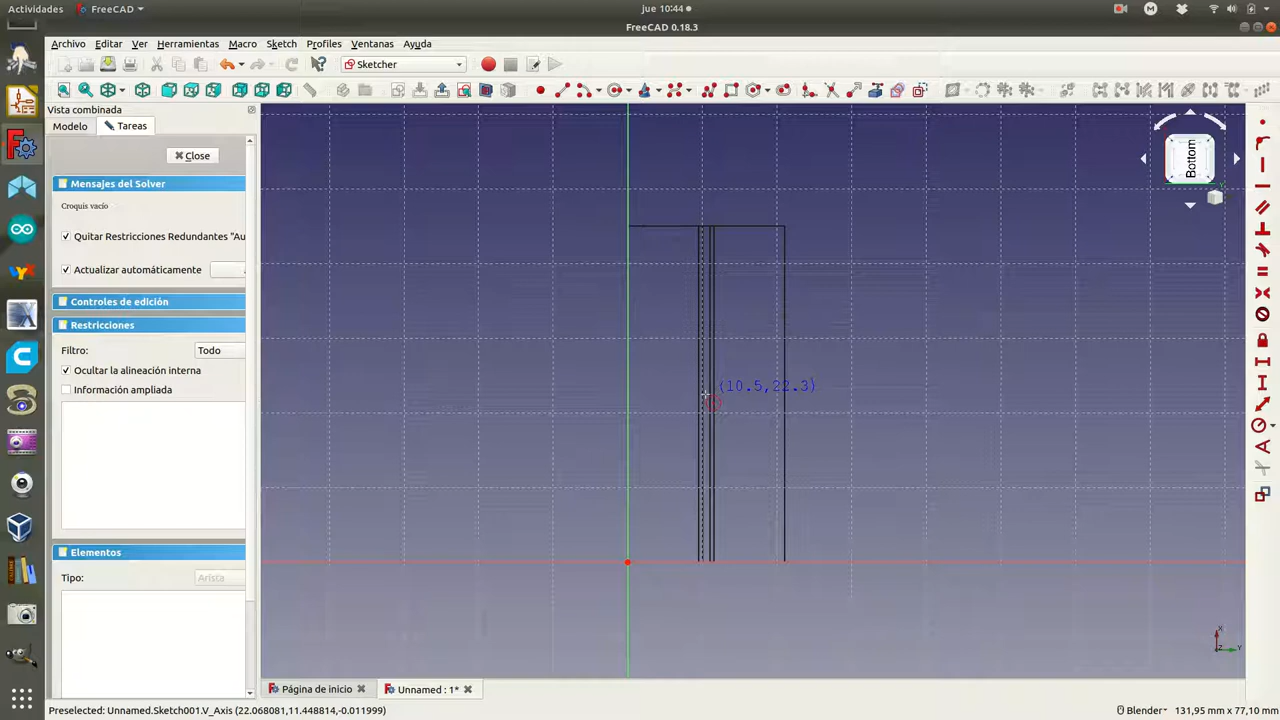 Actividades
FreeCAD
jue 10:44
FreeCAD 0.18.3
Archivo Editar Ver Herramientas Macro Sketch Profiles Ventanas Ayuda
Sketcher
Vista combinada
Modelo
Tareas
Close
Mensajes del Solver
Croquis vacío
Quitar Restricciones Redundantes "Au
Actualizar automáticamente
Controles de edición
Restricciones
Filtro: Todo
Ocultar la alineación interna
Información ampliada
Elementos
Tipo: Arista
(10.5,22.3)
Bottom
Y
X
Z
Y
Página de inicio
Unnamed : 1*
Preselected: Unnamed.Sketch001.V_Axis (22.068081,11.448814,-0.011999)
Blender
131,95 mm x 77,10 mm